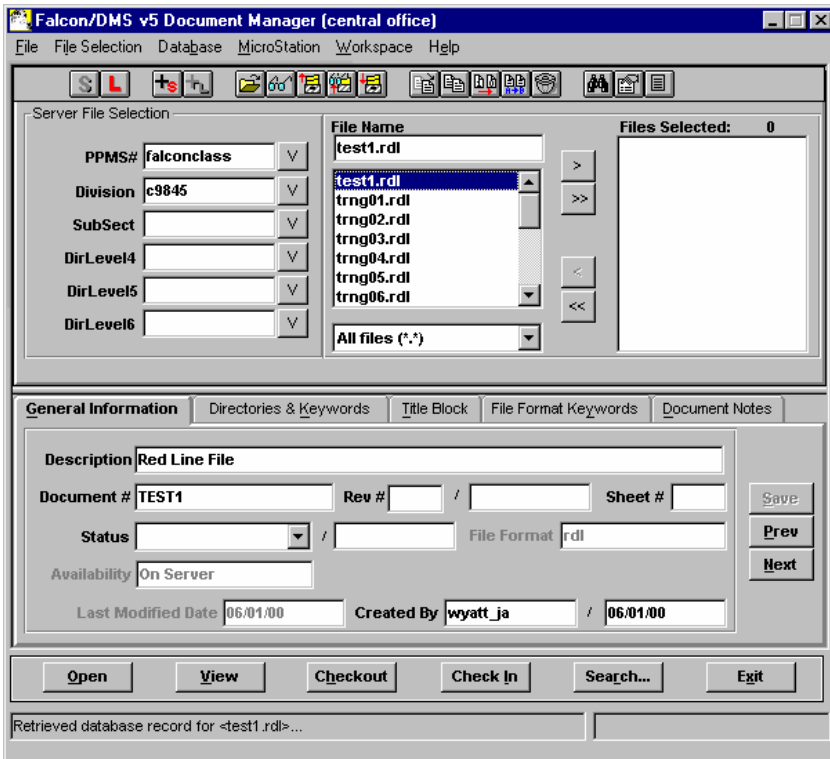 Falcon/DMS v5 Document Manager (central office)
File File Selection Database MicroStation Workspace Help
S L +s +L
Server File Selection
PPMS# falconclass V
Division c9845 V
SubSect V
DirLevel4 V
DirLevel5 V
DirLevel6 V
File Name
test1.rdl
test1.rdl
trng01.rdl
trng02.rdl
trng03.rdl
trng04.rdl
trng05.rdl
trng06.rdl
All files (*.*)
>
>>
<
<<
Files Selected: 0
General Information Directories & Keywords Title Block File Format Keywords Document Notes
Description Red Line File
Document # TEST1 Rev # / Sheet #
Status / File Format rdl
Availability On Server
Last Modified Date 06/01/00 Created By wyatt_ja / 06/01/00
Save
Prev
Next
Open View Checkout Check In Search... Exit
Retrieved database record for <test1.rdl>...